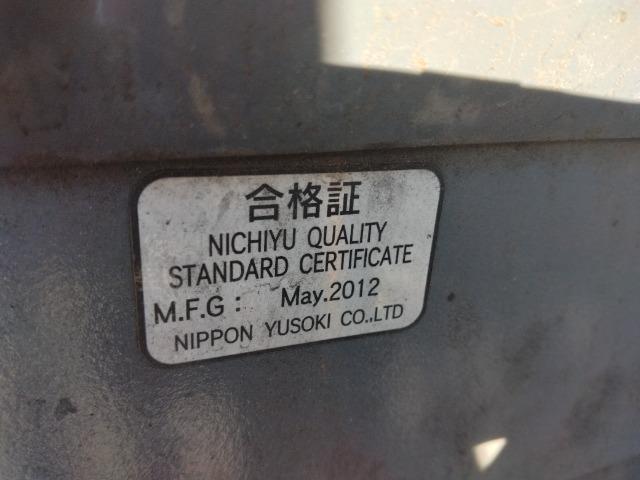 合格証
NICHIYU QUALITY
STANDARD CERTIFICATE
M.F.G : May.2012
NIPPON YUSOKI CO.,LTD